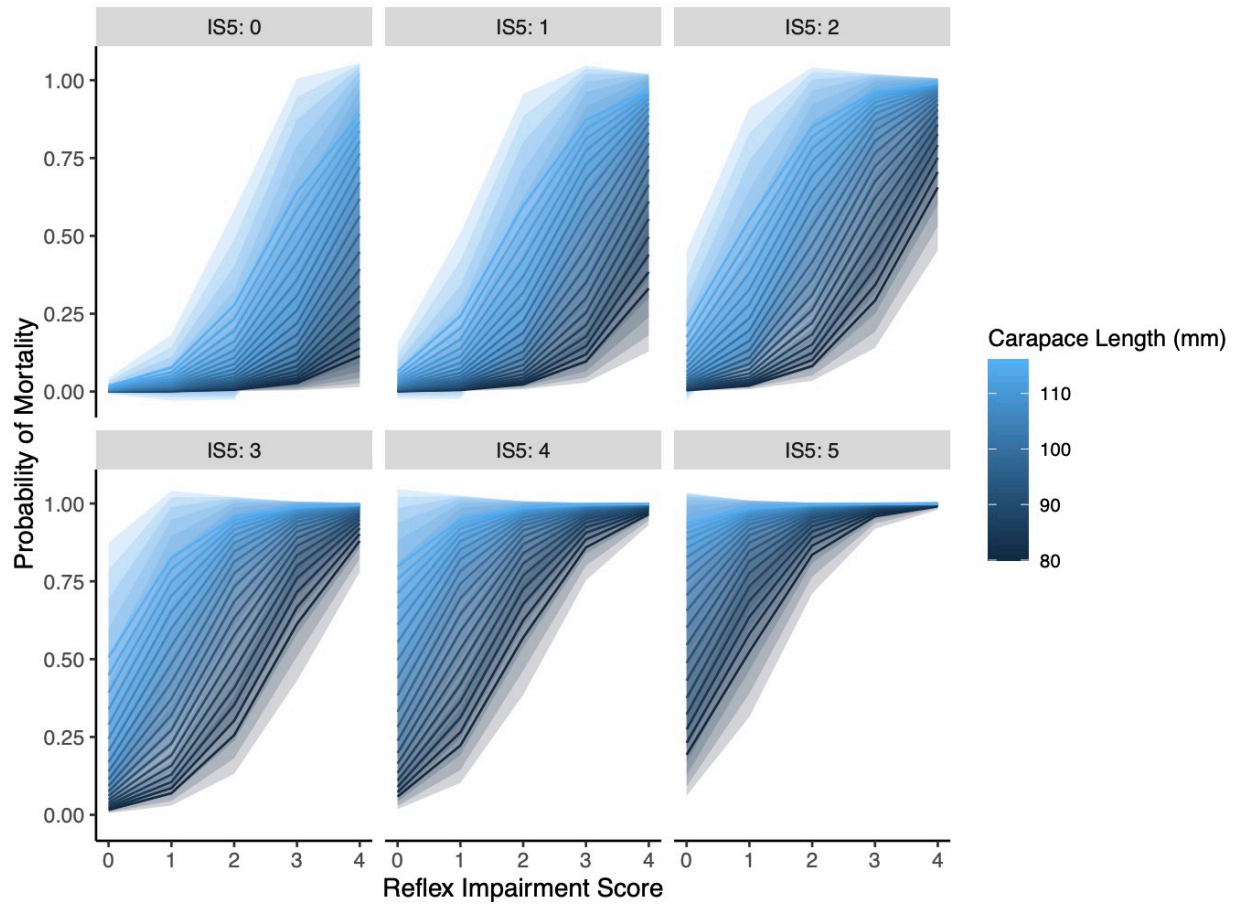 IS5: 0
IS5: 1
IS5: 2
1.00
0.75
0.50
0.25
0.00
IS5: 3
IS5: 4
IS5: 5
1.00
0.75
0.50
0.25
0.00
0 1 2 3 4
0 1 2 3 4
0 1 2 3 4
Probability of Mortality
Reflex Impairment Score
Carapace Length (mm)
110
100
90
80